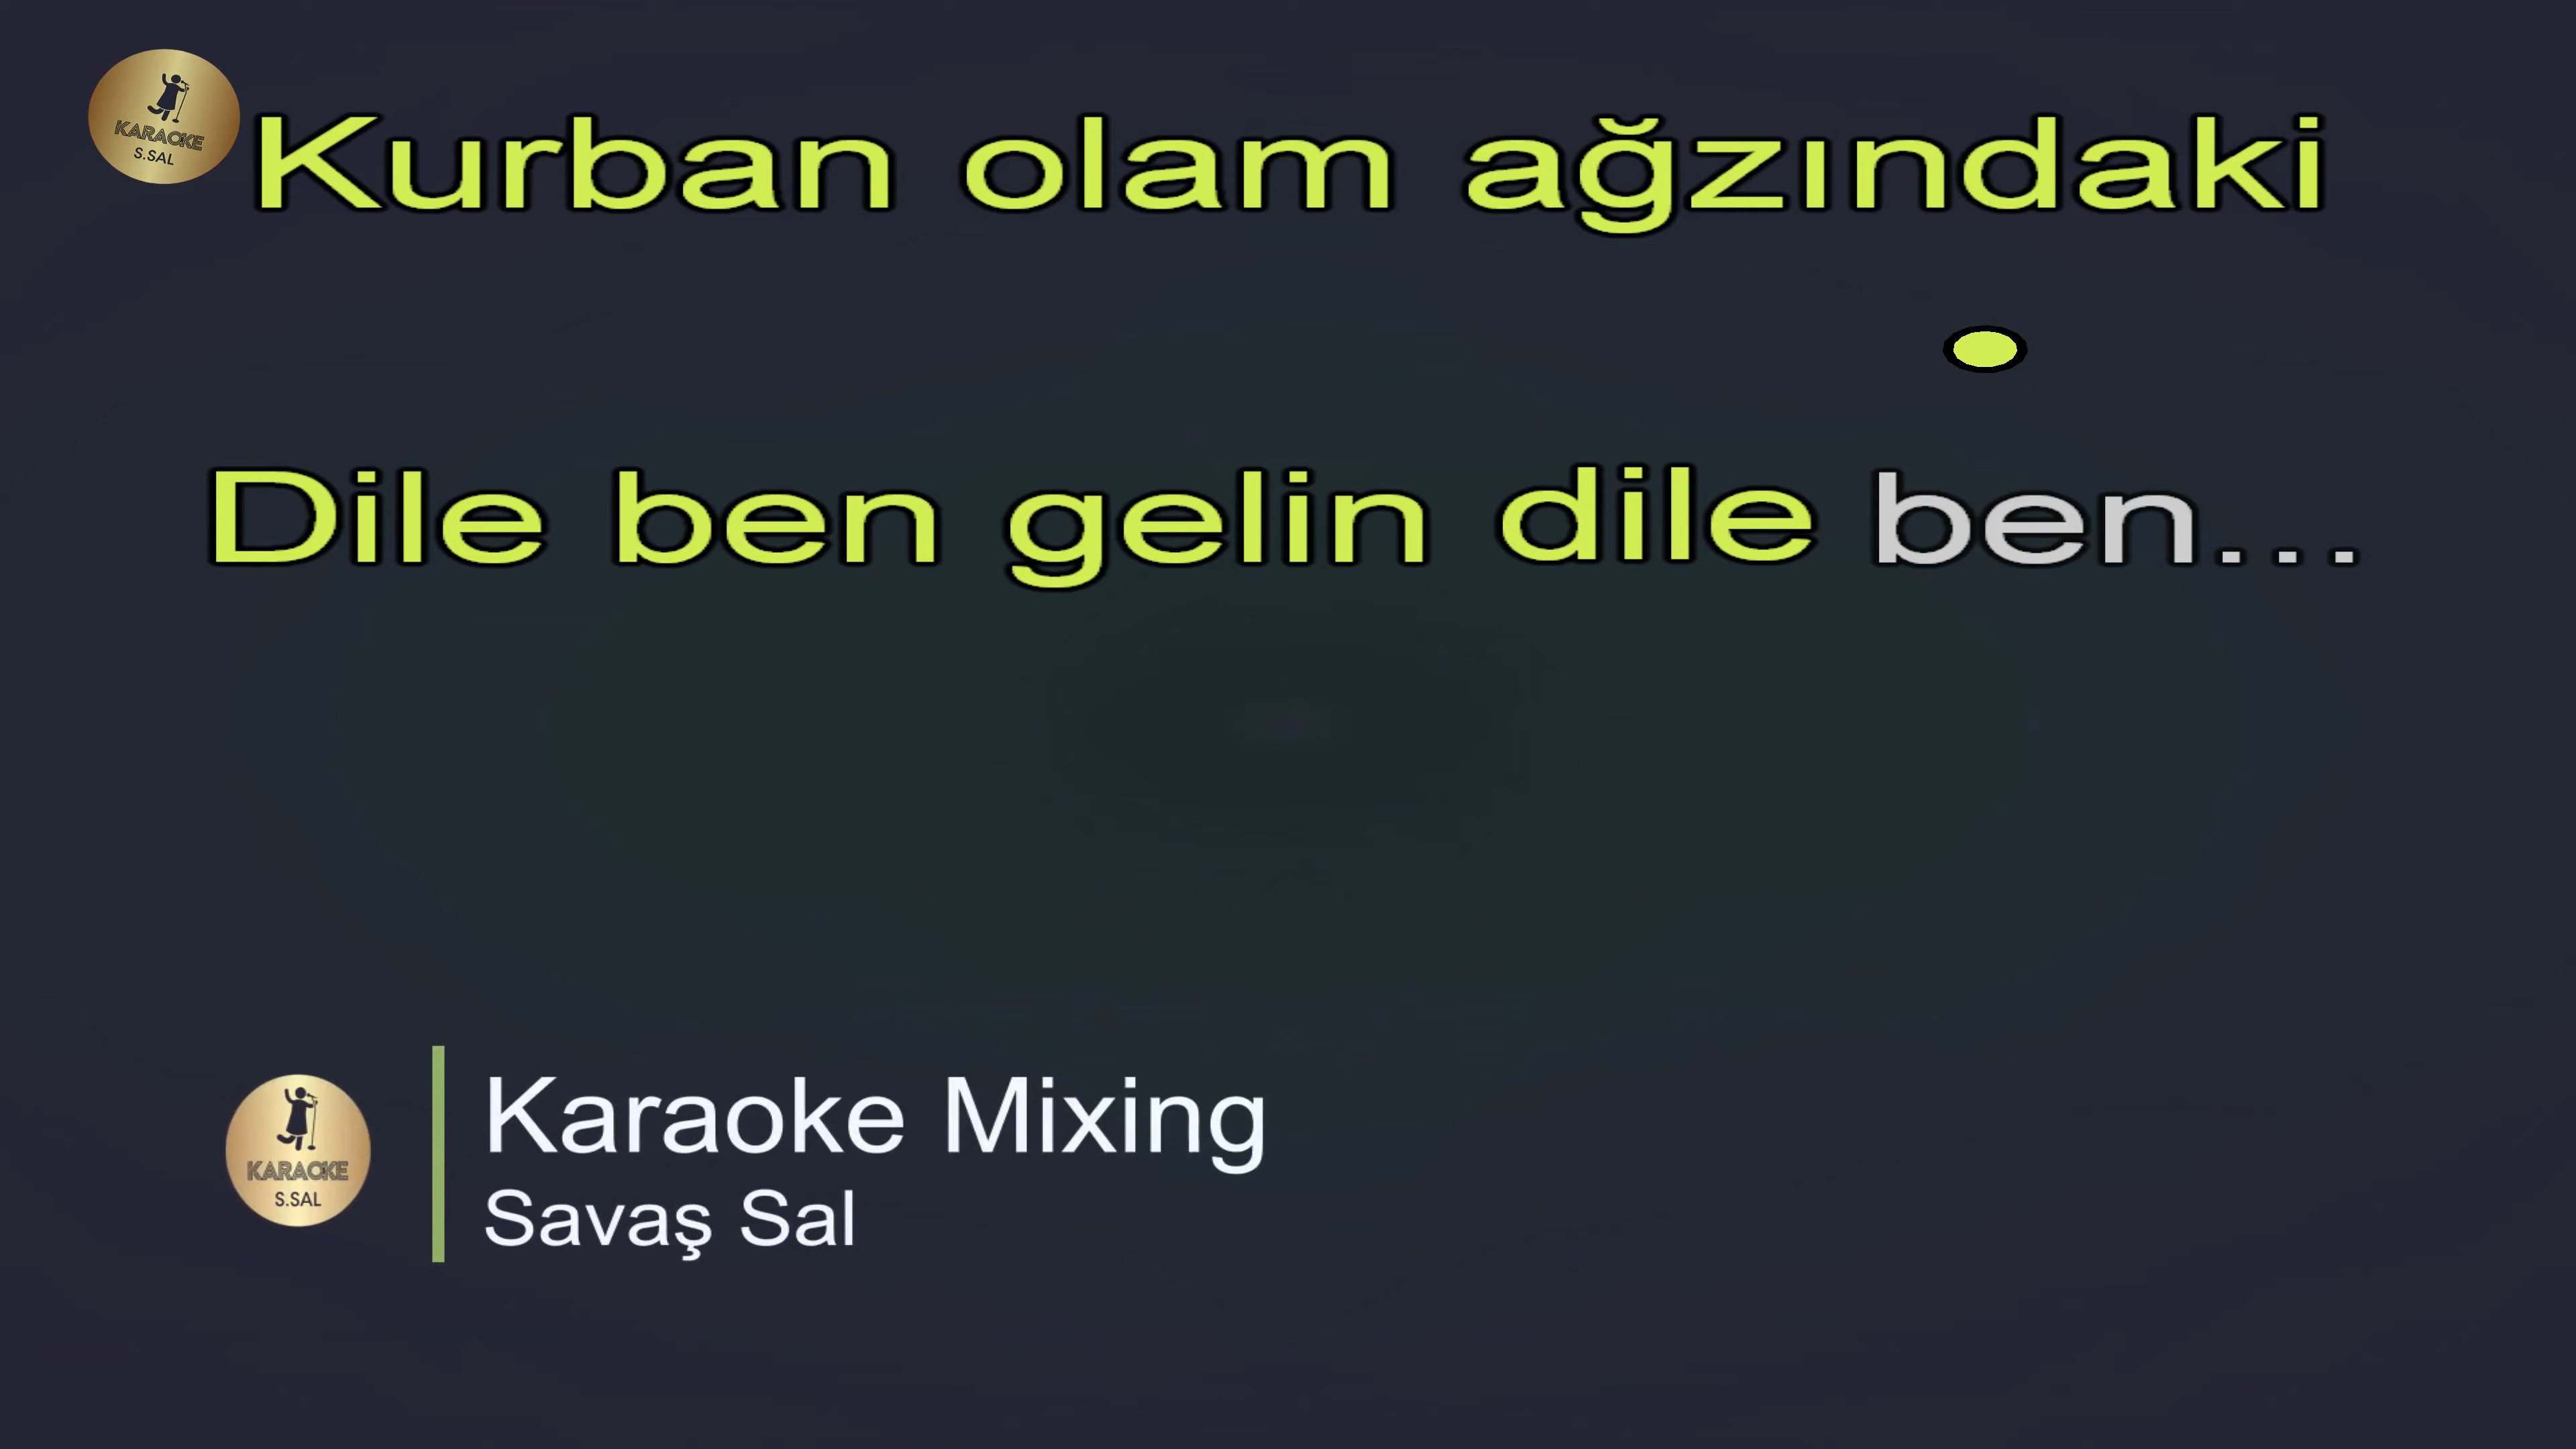 KARAOKE
S.SAL
Kurban olam ağzındaki
Dile ben gelin dile ben...
KARAOKE
S.SAL
Karaoke Mixing
Savaş Sal